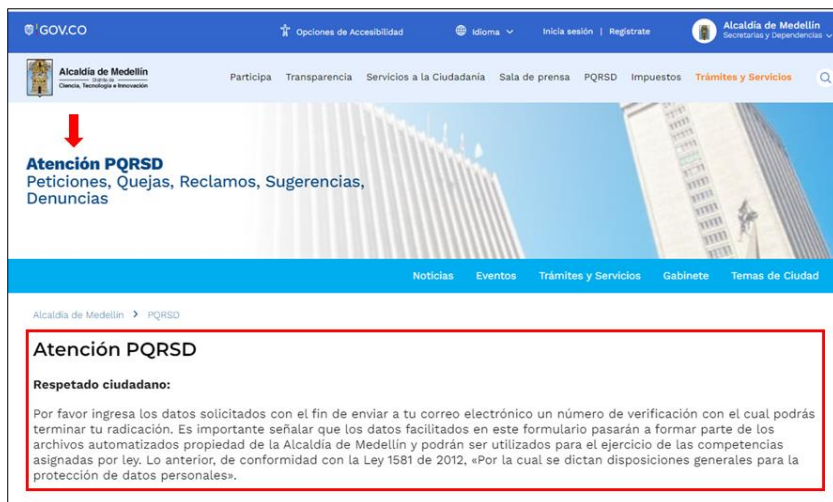 GOV.CO
Opciones de Accesibilidad
Idioma
Inicia sesión | Regístrate
Alcaldía de Medellín
Secretarías y Dependencias
Alcaldía de Medellín
Distrito de
Ciencia, Tecnología e Innovación
Participa Transparencia Servicios a la Ciudadanía Sala de prensa PQRSD Impuestos Trámites y Servicios
Atención PQRSD
Peticiones, Quejas, Reclamos, Sugerencias,
Denuncias
Noticias Eventos Trámites y Servicios Gabinete Temas de Ciudad
Alcaldía de Medellín > PQRSD
Atención PQRSD
Respetado ciudadano:
Por favor ingresa los datos solicitados con el fin de enviar a tu correo electrónico un número de verificación con el cual podrás
terminar tu radicación. Es importante señalar que los datos facilitados en este formulario pasarán a formar parte de los
archivos automatizados propiedad de la Alcaldía de Medellín y podrán ser utilizados para el ejercicio de las competencias
asignadas por ley. Lo anterior, de conformidad con la Ley 1581 de 2012, «Por la cual se dictan disposiciones generales para la
protección de datos personales».